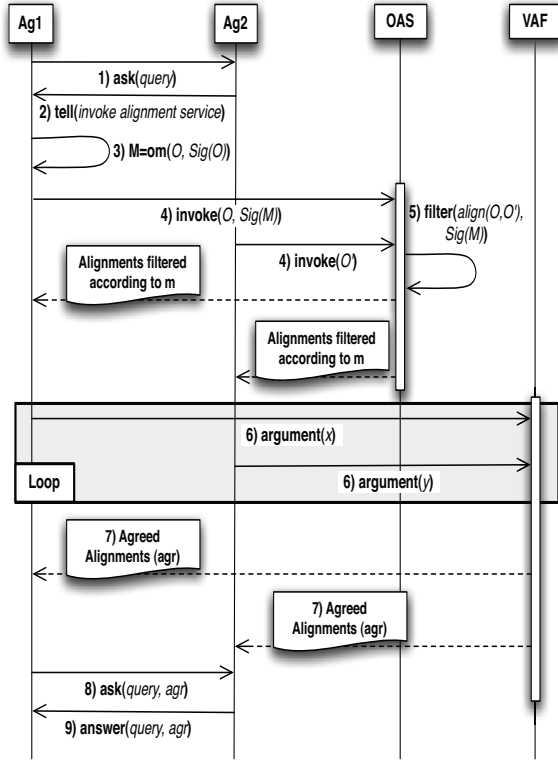 Ag1
Ag2
OAS
VAF
1) ask(query)
2) tell(invoke alignment service)
3) M=om(O, Sig(O))
4) invoke(O, Sig(M))
5) filter(align(O,O'),
Sig(M))
4) invoke(O')
Alignments filtered
according to m
Alignments filtered
according to m
6) argument(x)
6) argument(y)
Loop
7) Agreed
Alignments (agr)
7) Agreed
Alignments (agr)
8) ask(query, agr)
9) answer(query, agr)